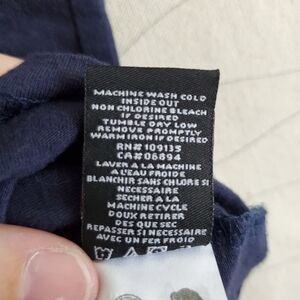 MACHINE WASH COLD
INSIDE OUT
NON CHLORINE BLEACH
IF DESIRED
TUMBLE DRY LOW
REMOVE PROMPTLY
WARM IRON IF DESIRED
RN# 109135
CA# 06894
LAVER A LA MACHINE
A L'EAU FROIDE
BLANCHIR SANS CHLORE SI
NECESSAIRE
SECHER A LA
MACHINE CYCLE
DOUX RETIRER
DES QUE SEC
REPASSER SI NECESSAIRE
AVEC UN FER FROID